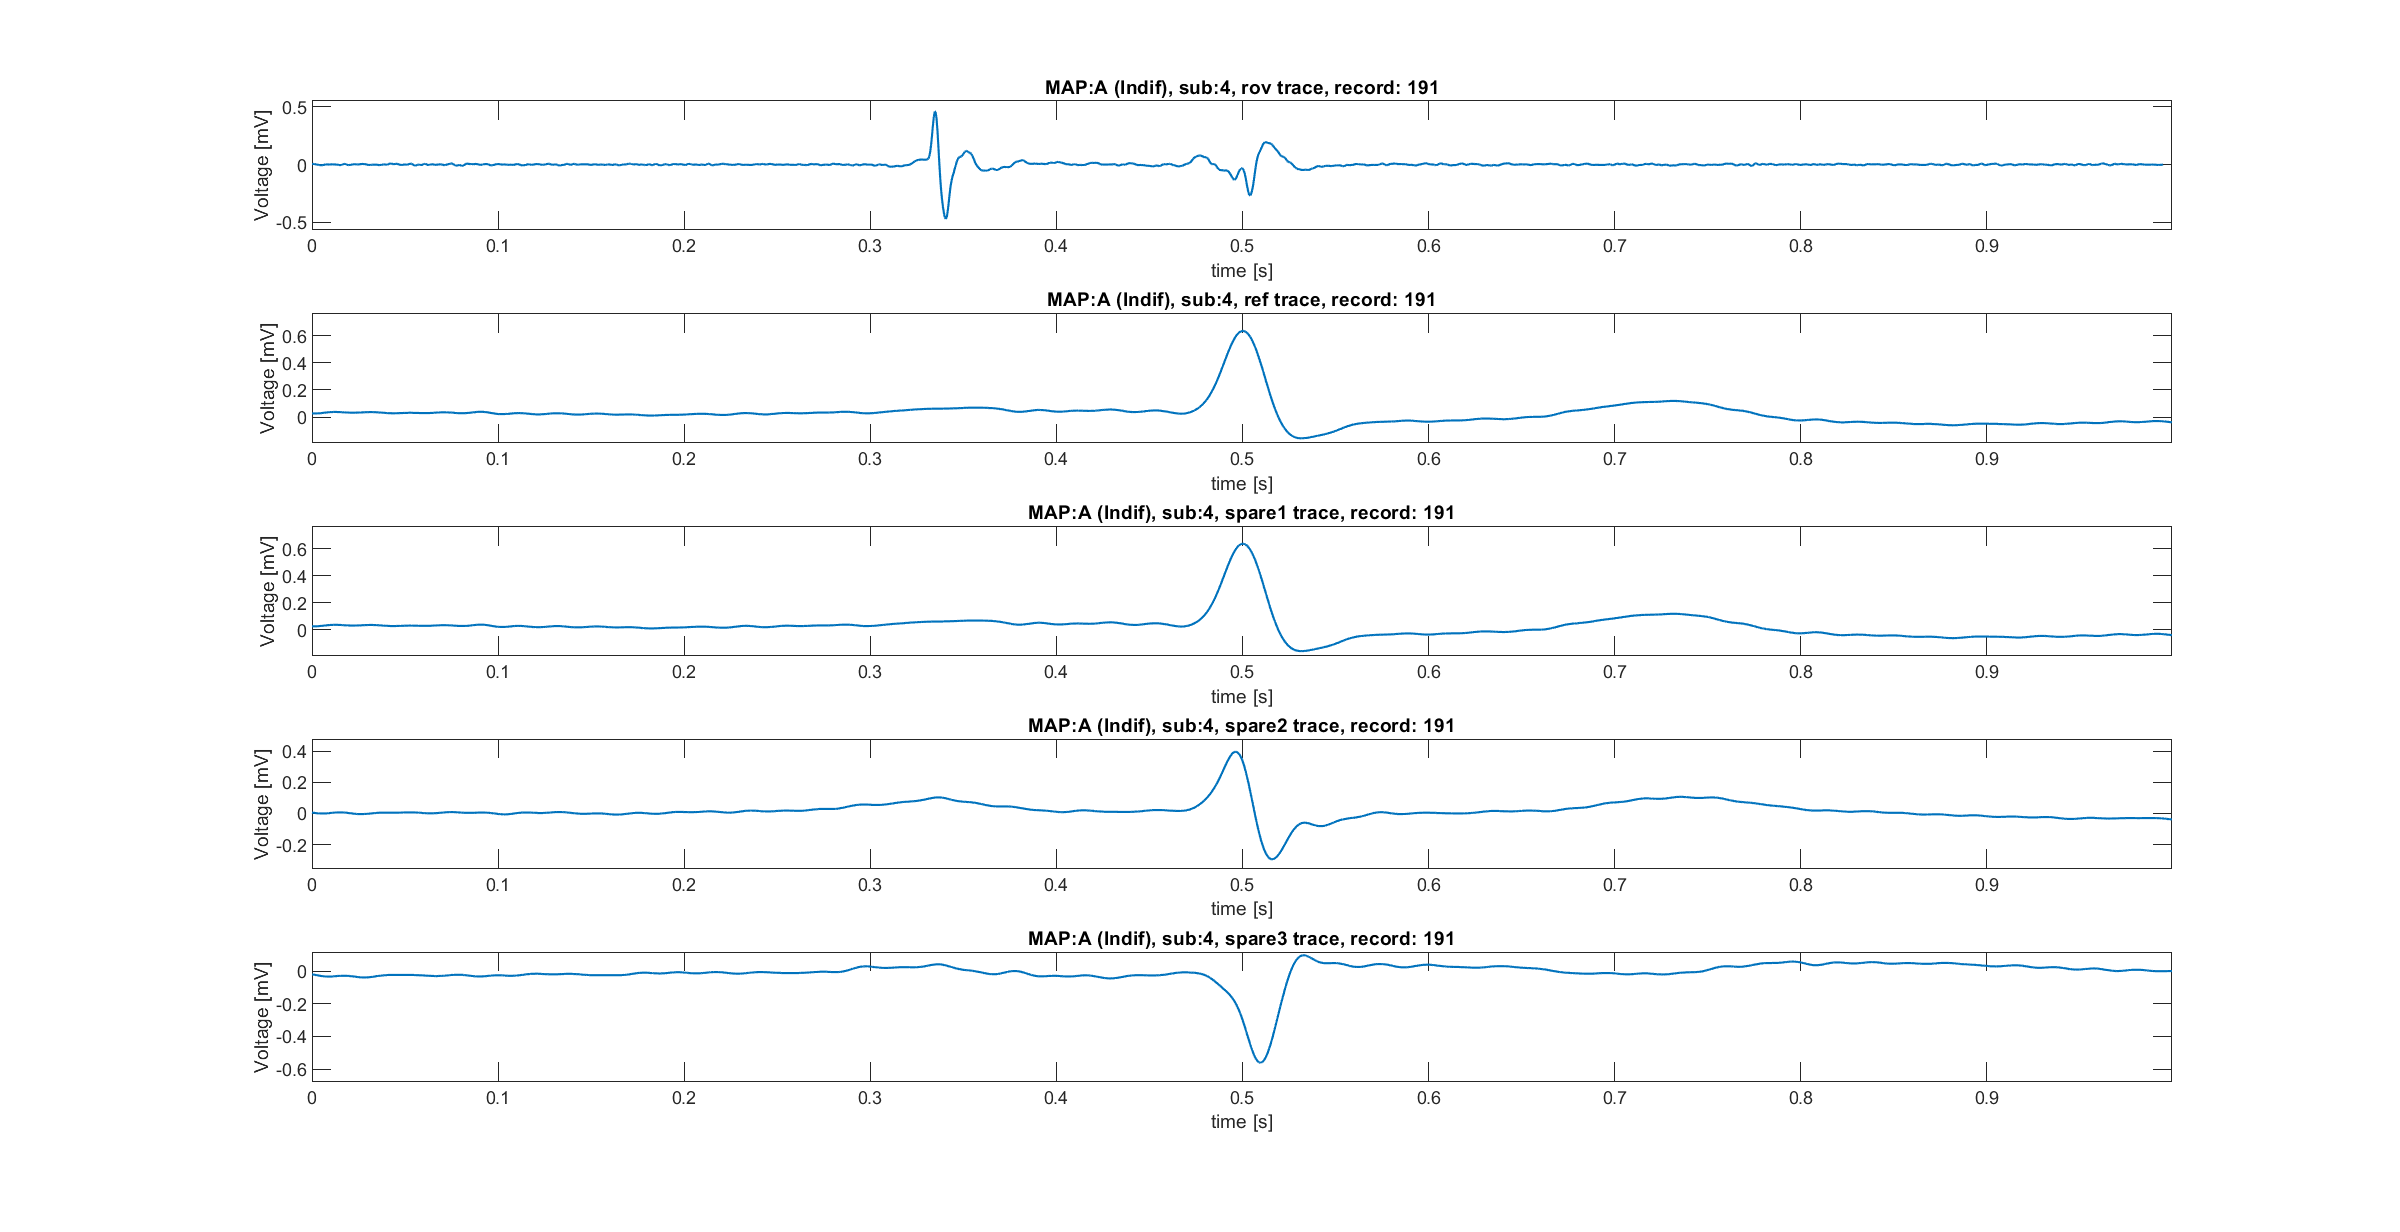 MAP:A (Indif), sub:4, rov trace, record: 191
Voltage [mV]
0.5
0
-0.5
0 0.1 0.2 0.3 0.4 0.5 0.6 0.7 0.8 0.9
time [s]
MAP:A (Indif), sub:4, ref trace, record: 191
Voltage [mV]
0.6
0.4
0.2
0
0 0.1 0.2 0.3 0.4 0.5 0.6 0.7 0.8 0.9
time [s]
MAP:A (Indif), sub:4, spare1 trace, record: 191
Voltage [mV]
0.6
0.4
0.2
0
0 0.1 0.2 0.3 0.4 0.5 0.6 0.7 0.8 0.9
time [s]
MAP:A (Indif), sub:4, spare2 trace, record: 191
Voltage [mV]
0.4
0.2
0
-0.2
0 0.1 0.2 0.3 0.4 0.5 0.6 0.7 0.8 0.9
time [s]
MAP:A (Indif), sub:4, spare3 trace, record: 191
Voltage [mV]
0
-0.2
-0.4
-0.6
0 0.1 0.2 0.3 0.4 0.5 0.6 0.7 0.8 0.9
time [s]